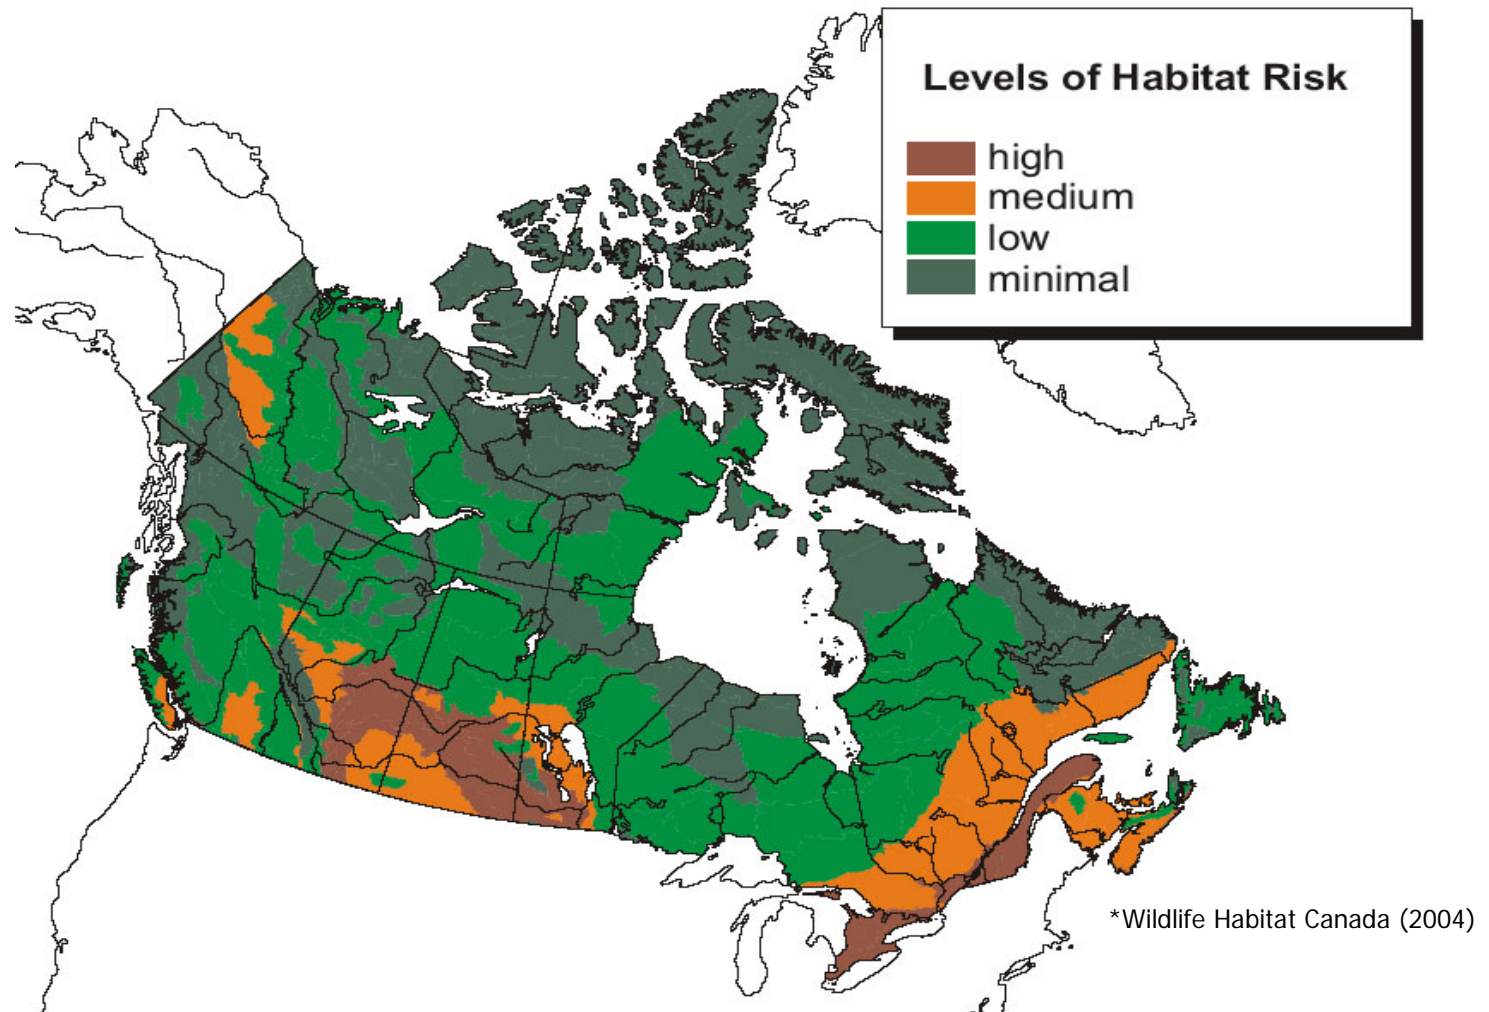 Levels of Habitat Risk
high
medium
low
minimal
*Wildlife Habitat Canada (2004)